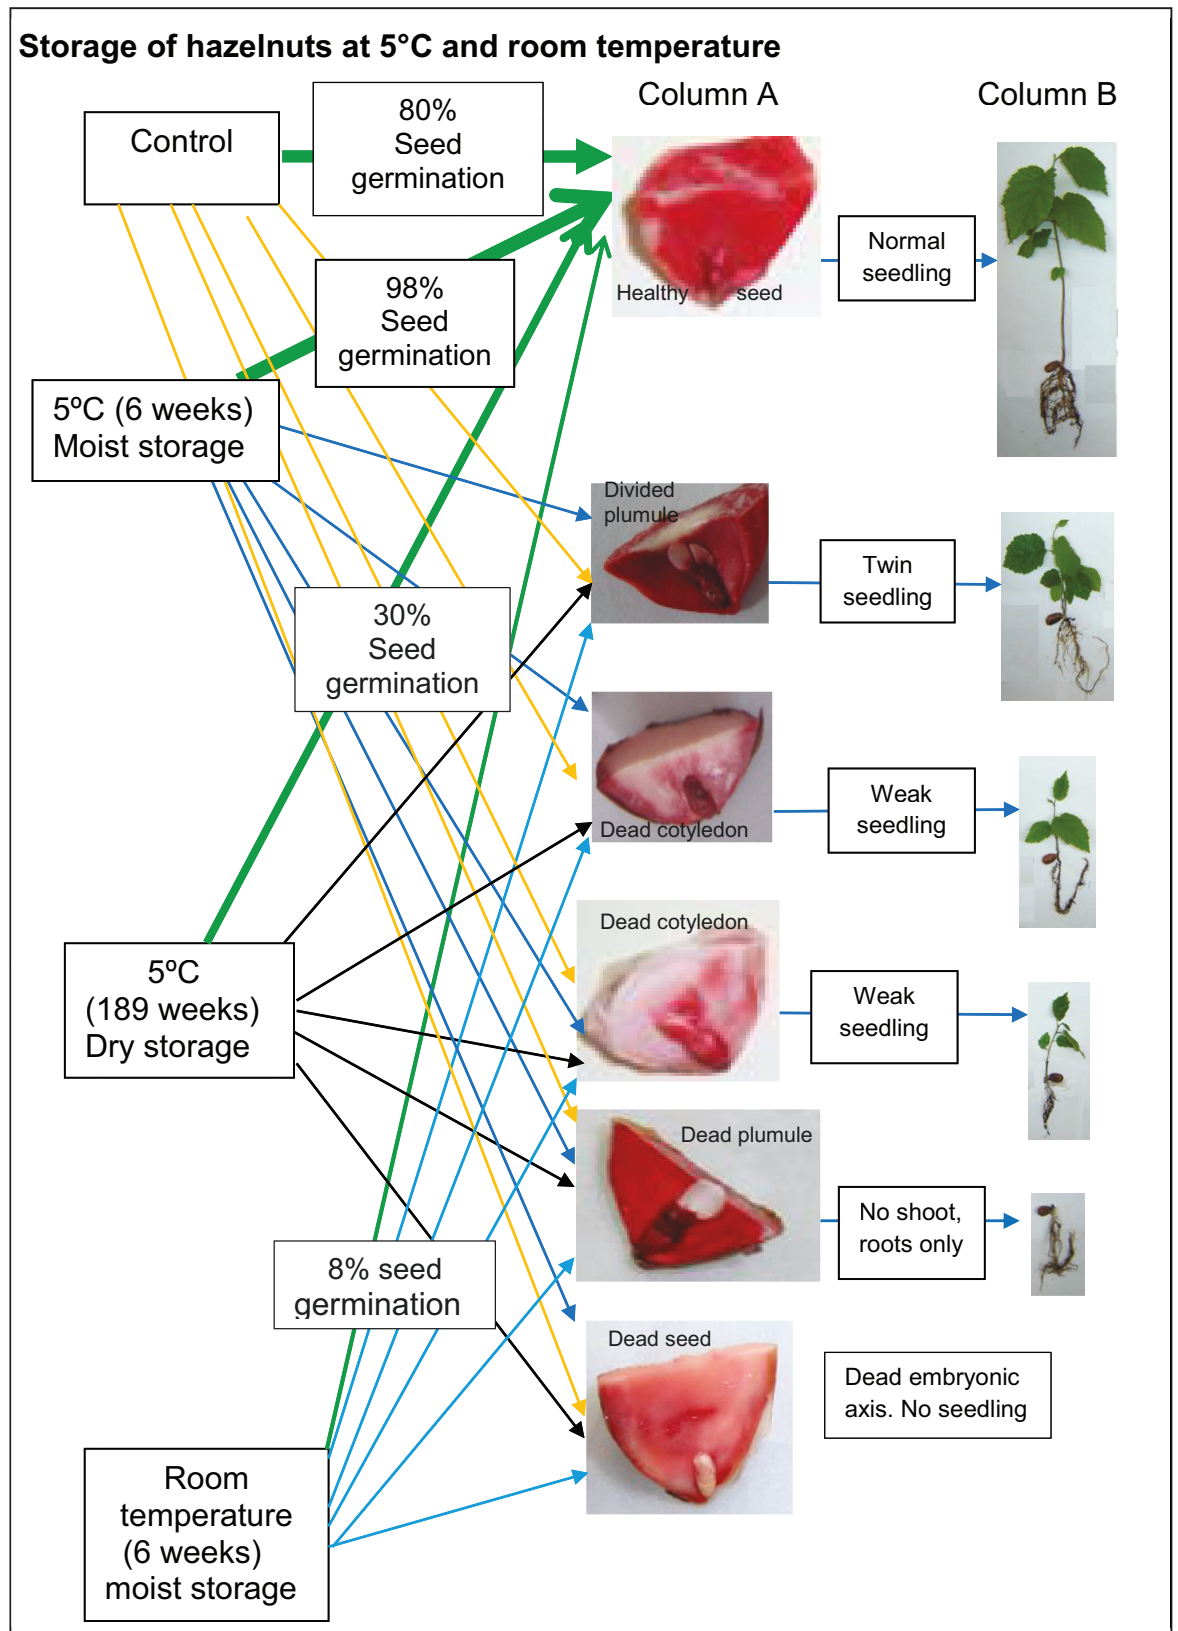 Storage of hazelnuts at 5°C and room temperature
Column A
Column B
Control
80%
Seed
germination
Healthy seed
Normal
seedling
98%
Seed
germination
5ºC (6 weeks)
Moist storage
Divided
plumule
Twin
seedling
30%
Seed
germination
Dead cotyledon
Weak
seedling
Dead cotyledon
Weak
seedling
5ºC
(189 weeks)
Dry storage
Dead plumule
No shoot,
roots only
8% seed
germination
Dead seed
Dead embryonic
axis. No seedling
Room
temperature
(6 weeks)
moist storage